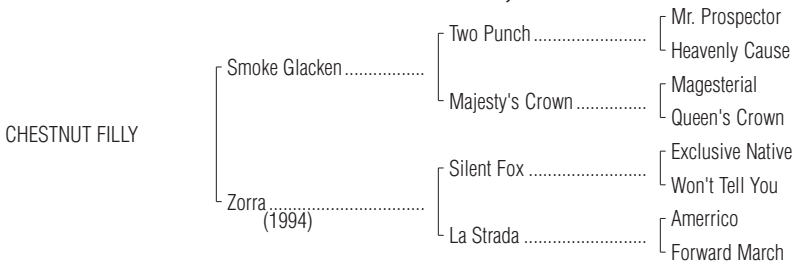 Mr. Prospector
Two Punch
Heavenly Cause
Smoke Glacken
Magesterial
Majesty's Crown
Queen's Crown
CHESTNUT FILLY
Exclusive Native
Silent Fox
Won't Tell You
Zorra
(1994)
Amerrico
La Strada
Forward March